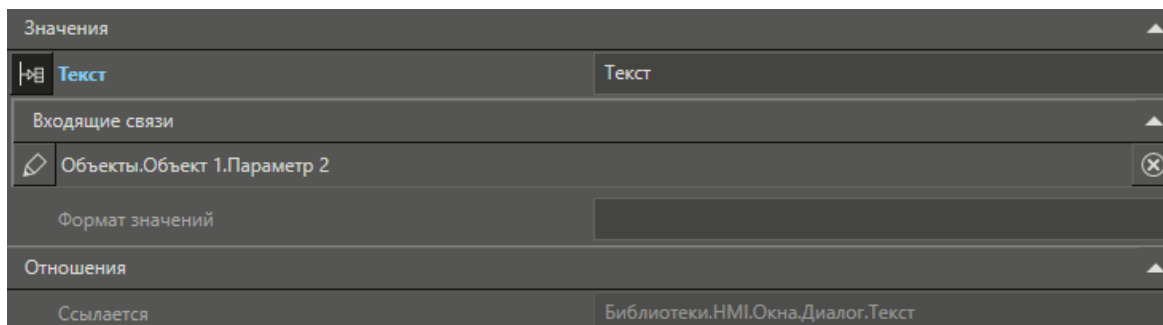 Значения
Текст Текст
Входящие связи
Объекты.Объект 1.Параметр 2
Формат значений
Отношения
Ссылается Библиотеки.HMI.Окна.Диалог.Текст